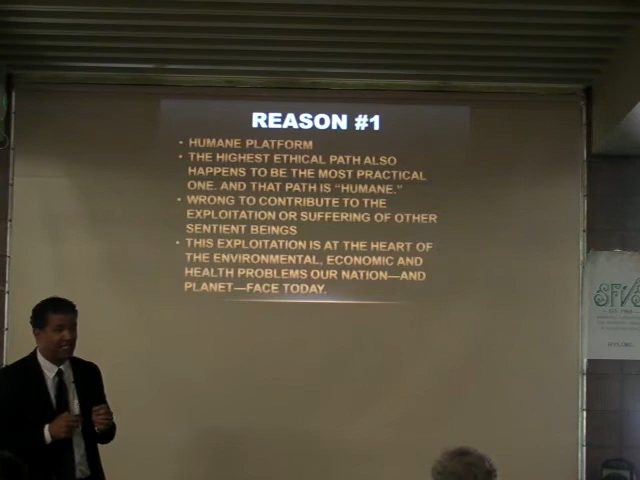 REASON #1
• HUMANE PLATFORM
• THE HIGHEST ETHICAL PATH ALSO
HAPPENS TO BE THE MOST PRACTICAL
ONE. AND THAT PATH IS “HUMANE.”
• WRONG TO CONTRIBUTE TO THE
EXPLOITATION OR SUFFERING OF OTHER
SENTIENT BEINGS
• THIS EXPLOITATION IS AT THE HEART OF
THE ENVIRONMENTAL, ECONOMIC AND
HEALTH PROBLEMS OUR NATION—AND
PLANET—FACE TODAY.
SFVS